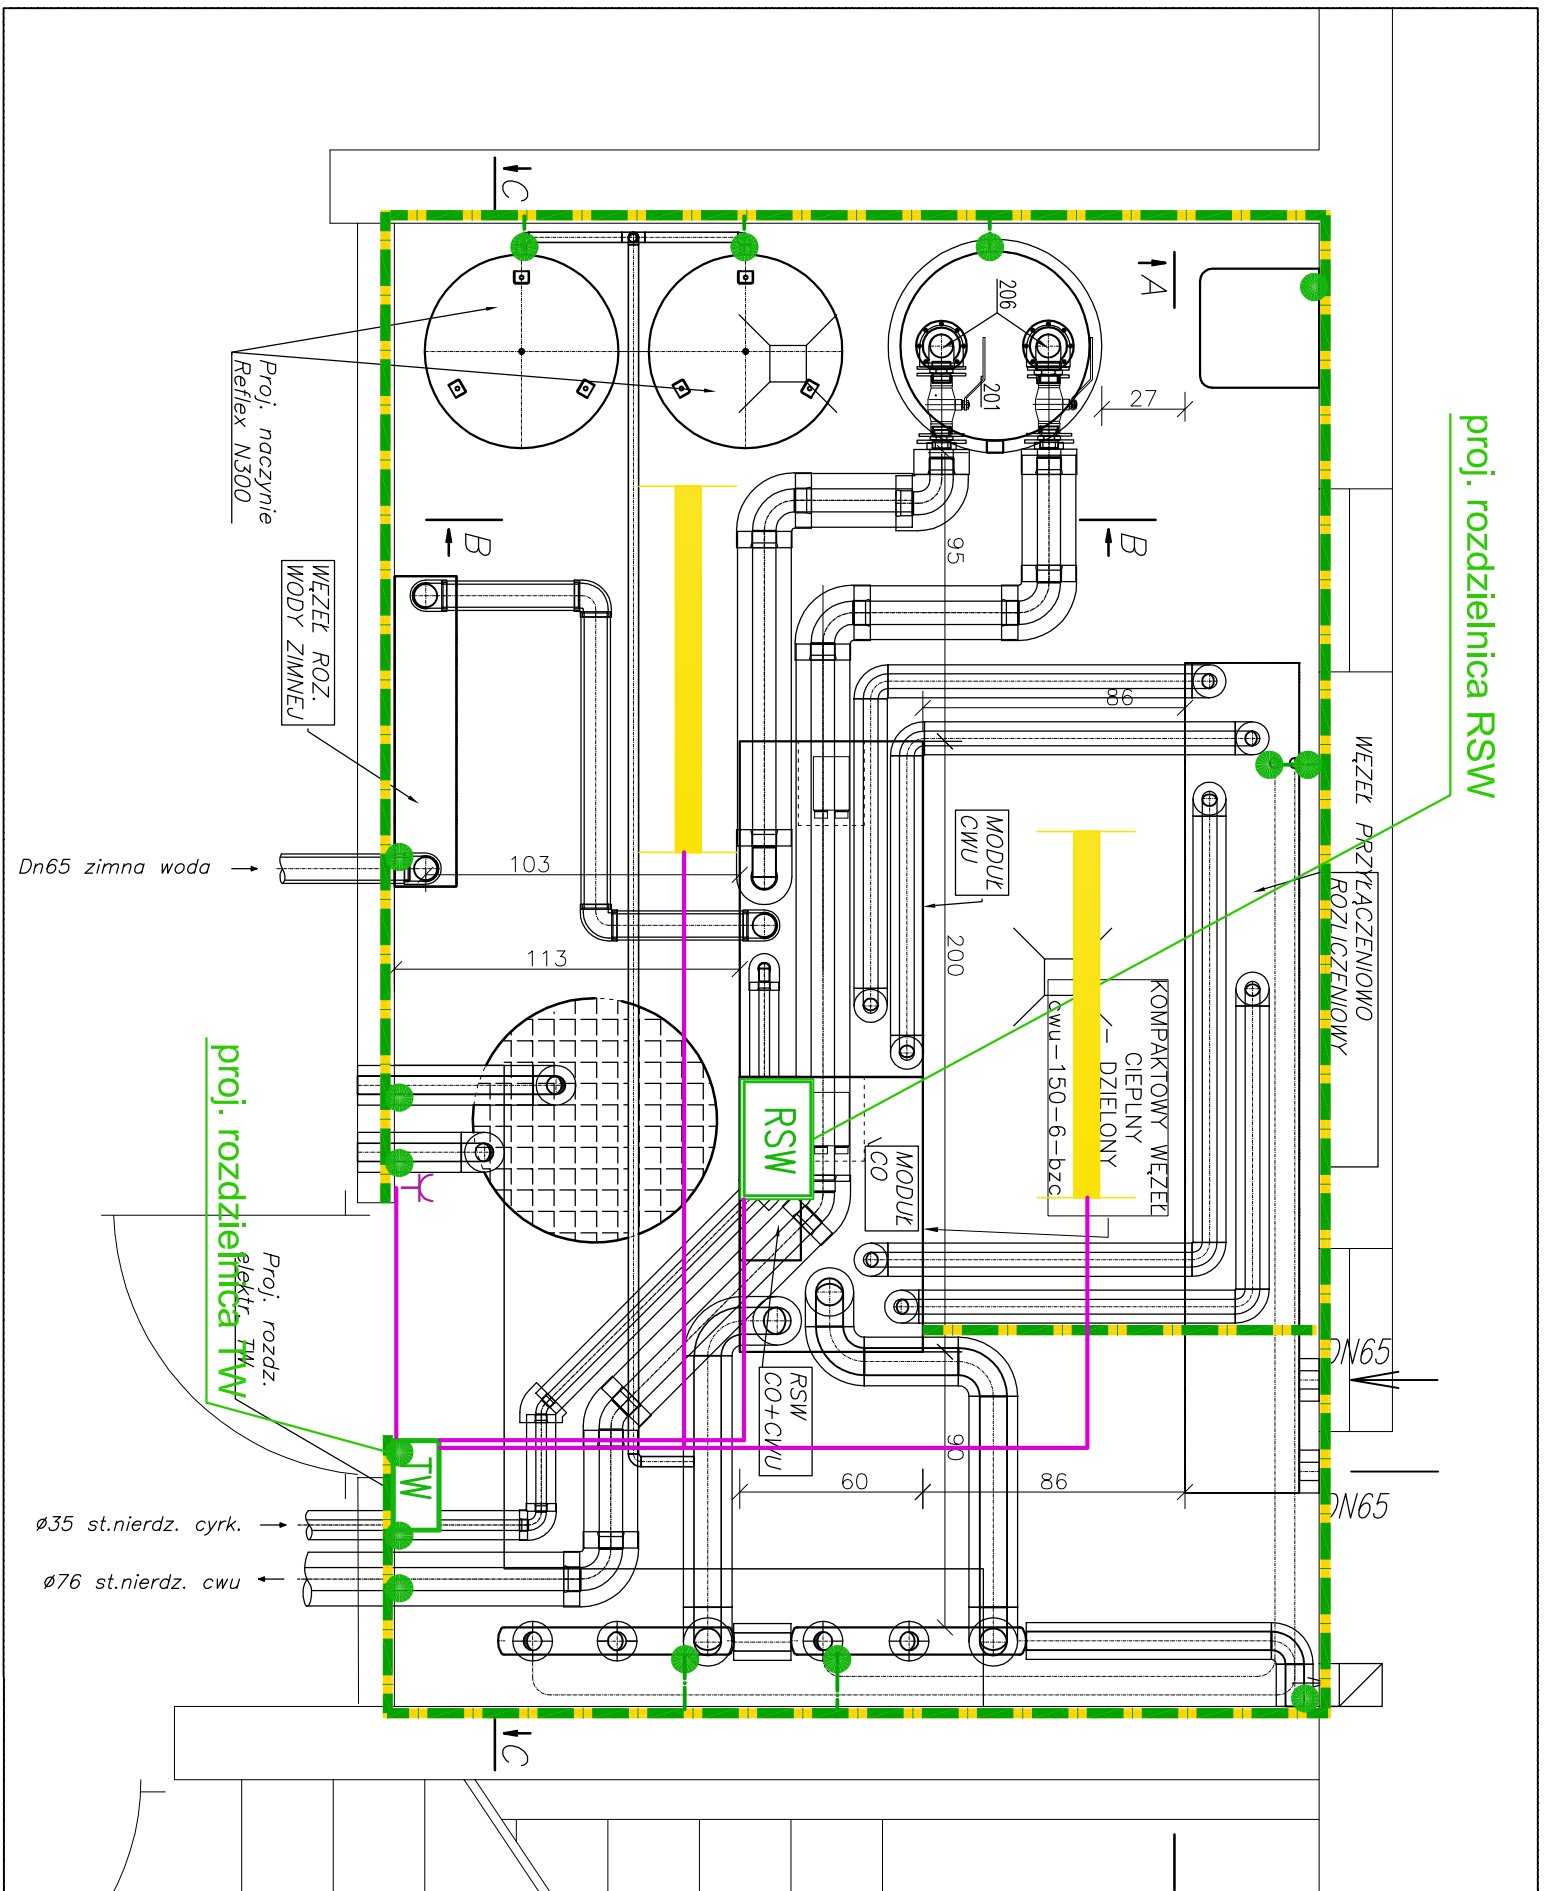 C
A
206
201
27
Proj. naczynie
Reflex N300
B
B
95
proj. rozdzielnica RSW
WĘZEŁ ROZ.
WODY ZIMNEJ
86
WĘZEŁ PRZYŁĄCZENIOWO
ROZLICZENIOWY
MODUŁ
CWU
Dn65 zimna woda
103
200
113
KOMPAKTOWY WĘZEŁ
CIEPLNY
– DZIELONY
cwu–150–6–bzc
RSW
MODUŁ
CO
proj. rozdzielnica TW
Proj. rozdz.
elektr. TW
RSW
CO+CWU
DN65
90
60
86
TW
DN65
ø35 st.nierdz. cyrk.
ø76 st.nierdz. cwu
C